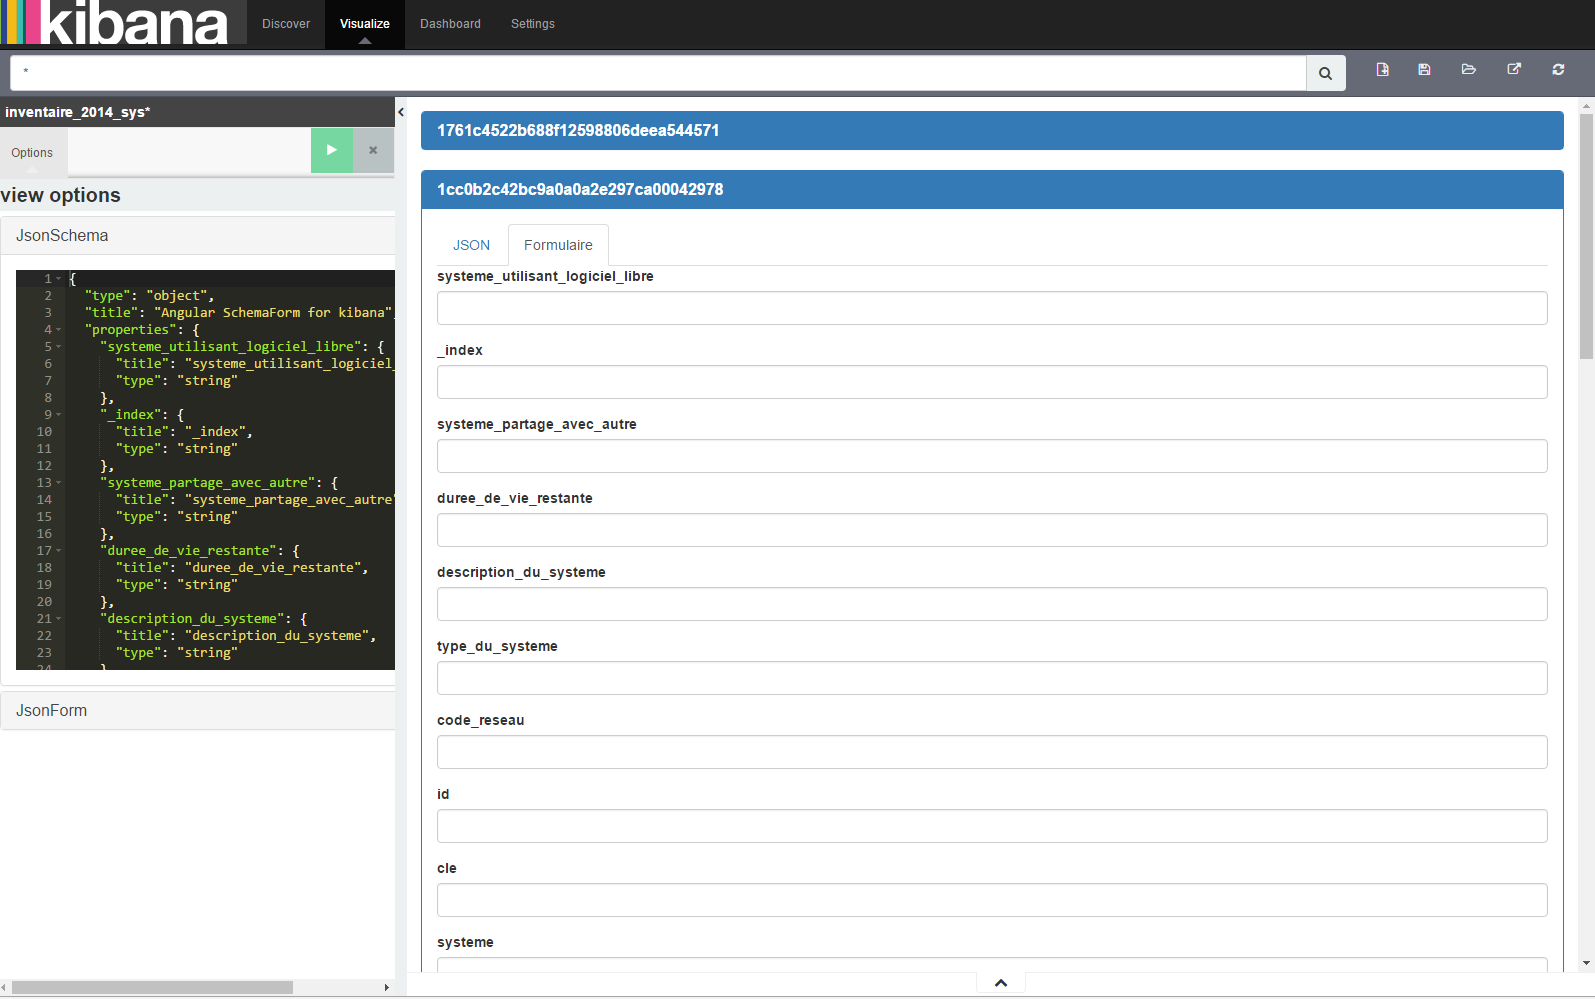 kibana
Discover
Visualize
Dashboard
Settings
*
inventaire_2014_sys*
Options
view options
JsonSchema
1 {
2 "type": "object",
3 "title": "Angular SchemaForm for kibana",
4 "properties": {
5 "systeme_utilisant_logiciel_libre": {
6 "title": "systeme_utilisant_logiciel_
7 "type": "string"
8 },
9 "_index": {
10 "title": "_index",
11 "type": "string"
12 },
13 "systeme_partage_avec_autre": {
14 "title": "systeme_partage_avec_autre"
15 "type": "string"
16 },
17 "duree_de_vie_restante": {
18 "title": "duree_de_vie_restante",
19 "type": "string"
20 },
21 "description_du_systeme": {
22 "title": "description_du_systeme",
23 "type": "string"
24 }
JsonForm
1761c4522b688f12598806deea544571
1cc0b2c42bc9a0a0a2e297ca00042978
JSON
Formulaire
systeme_utilisant_logiciel_libre
_index
systeme_partage_avec_autre
duree_de_vie_restante
description_du_systeme
type_du_systeme
code_reseau
id
cle
systeme